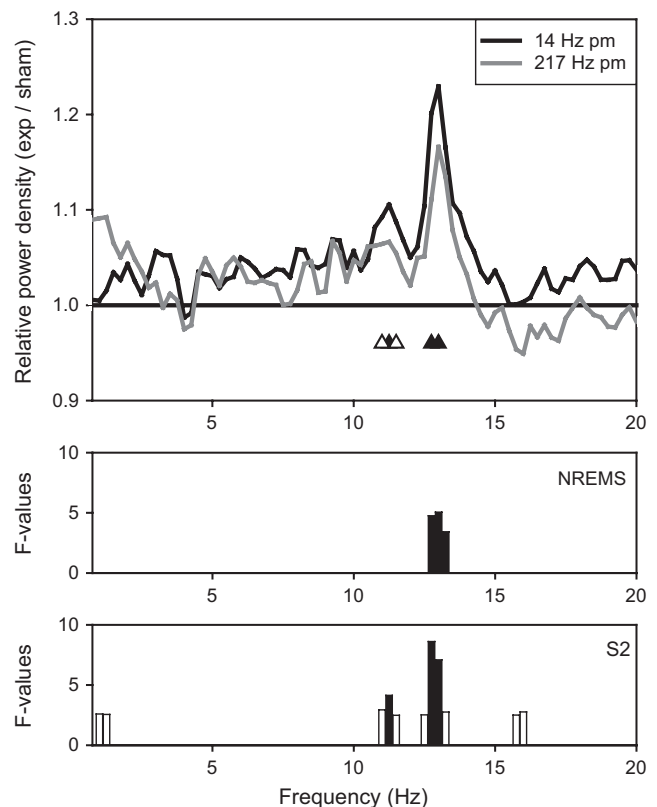 1.3
1.2
1.1
1.0
0.9
Relative power density (exp / sham)
14 Hz pm
217 Hz pm
5 10 15 20
10
5
0
F-values
NREMS
5 10 15 20
10
5
0
F-values
S2
5 10 15 20
Frequency (Hz)